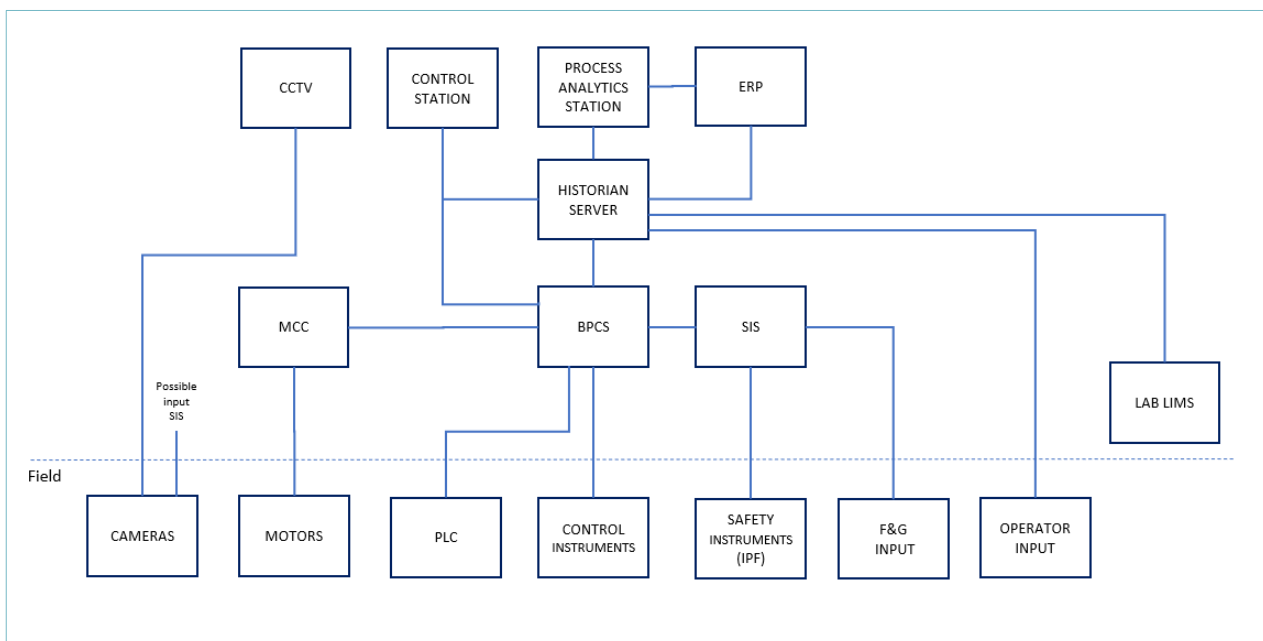 CCTV
CONTROL
STATION
PROCESS
ANALYTICS
STATION
ERP
HISTORIAN
SERVER
MCC
BPCS
SIS
Possible
input
SIS
LAB LIMS
Field
CAMERAS
MOTORS
PLC
CONTROL
INSTRUMENTS
SAFETY
INSTRUMENTS
(IPF)
F&G
INPUT
OPERATOR
INPUT